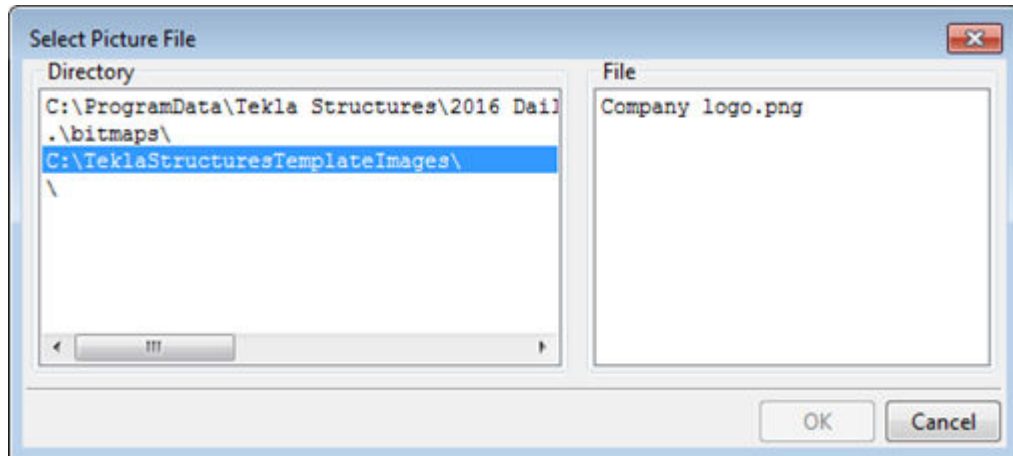 Select Picture File
Directory
C:\ProgramData\Tekla Structures\2016 Dail
.\bitmaps\
C:\TeklaStructuresTemplateImages\
\
File
Company logo.png
OK
Cancel